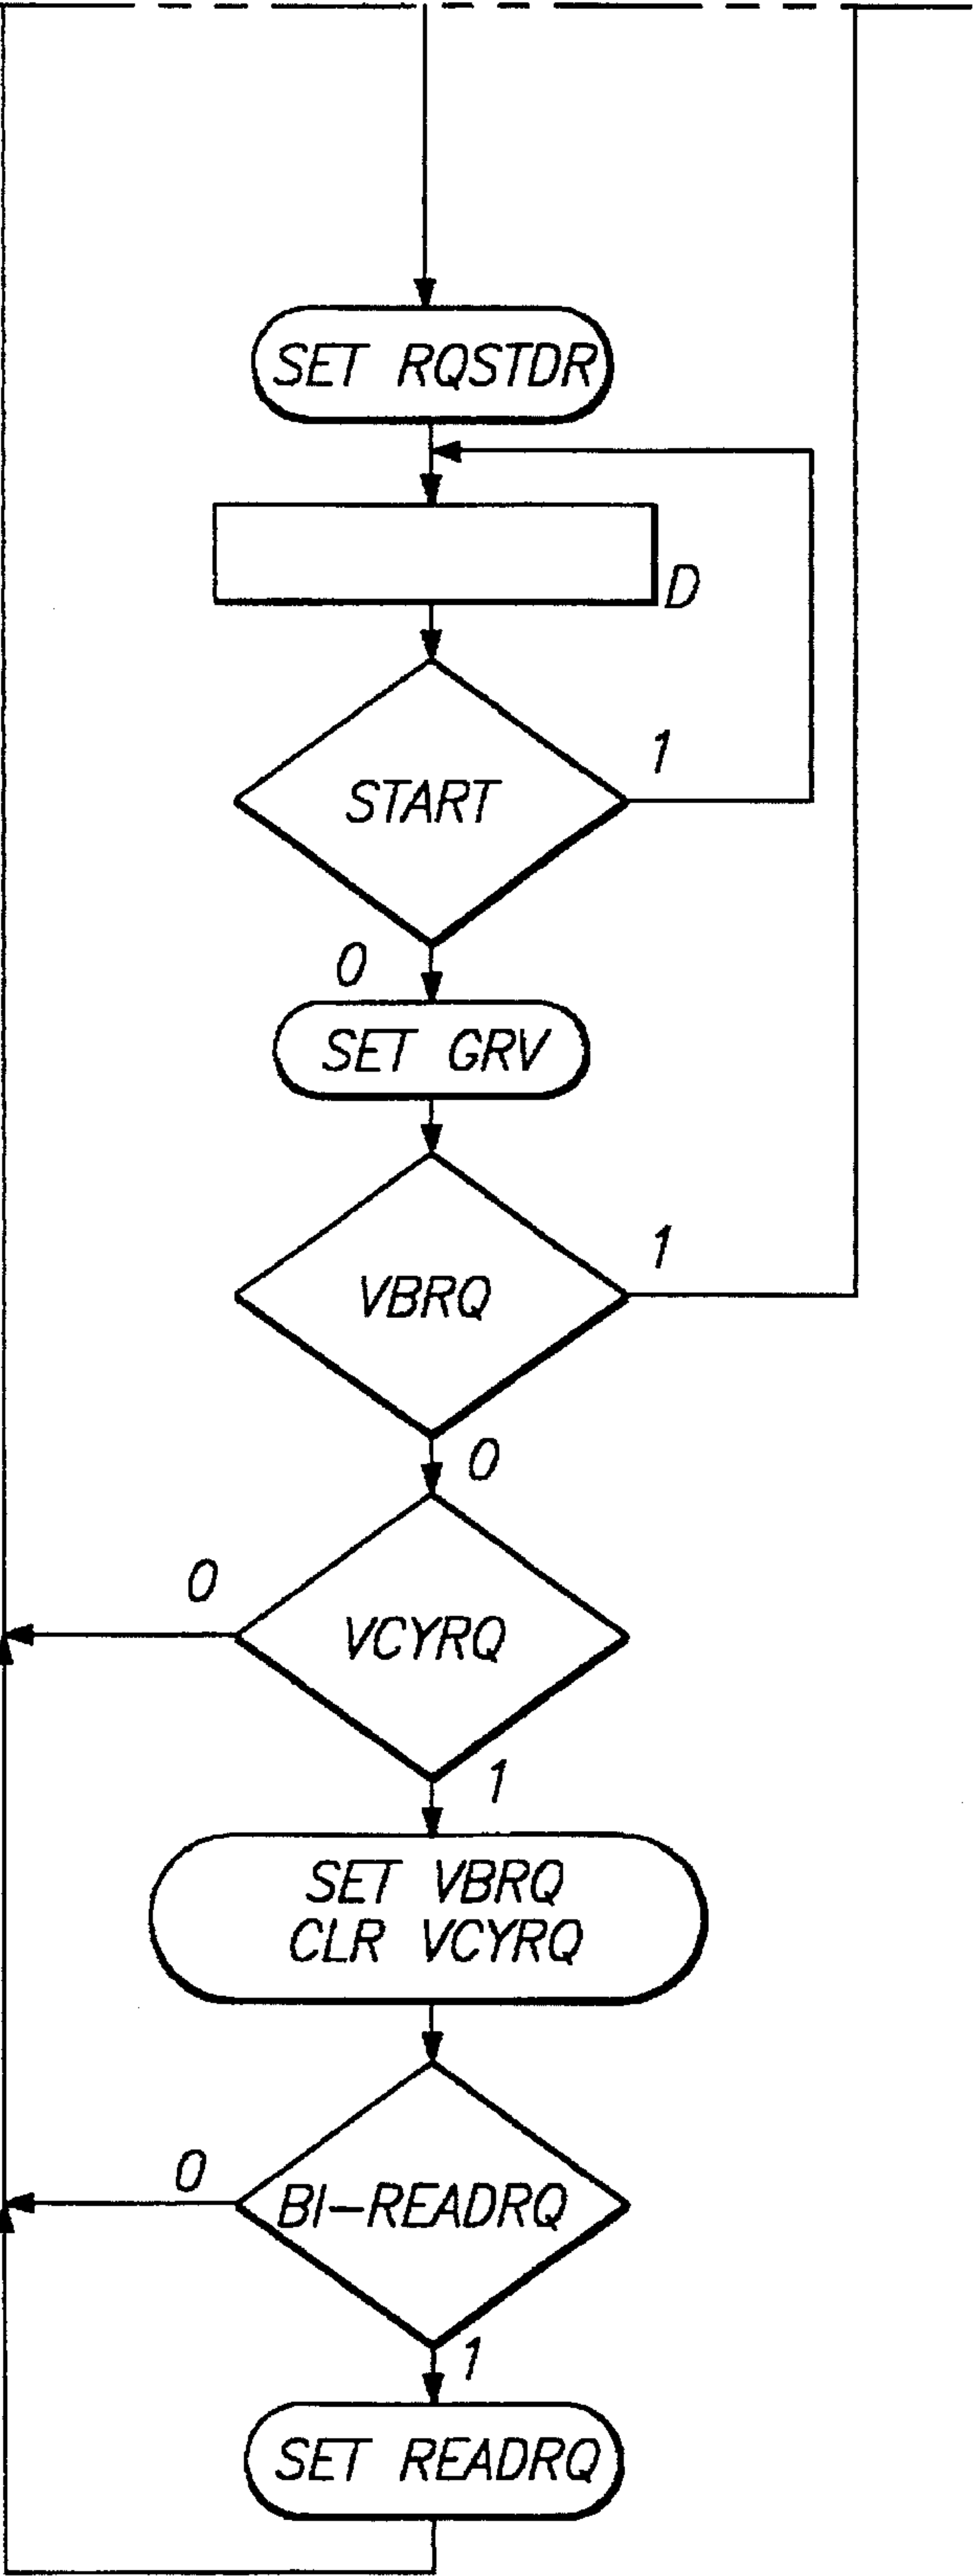 SET RQSTDR
D
START
1
0
SET GRV
VBRQ
1
0
VCYRQ
0
1
SET VBRQ
CLR VCYRQ
BI-READRQ
0
1
SET READRQ